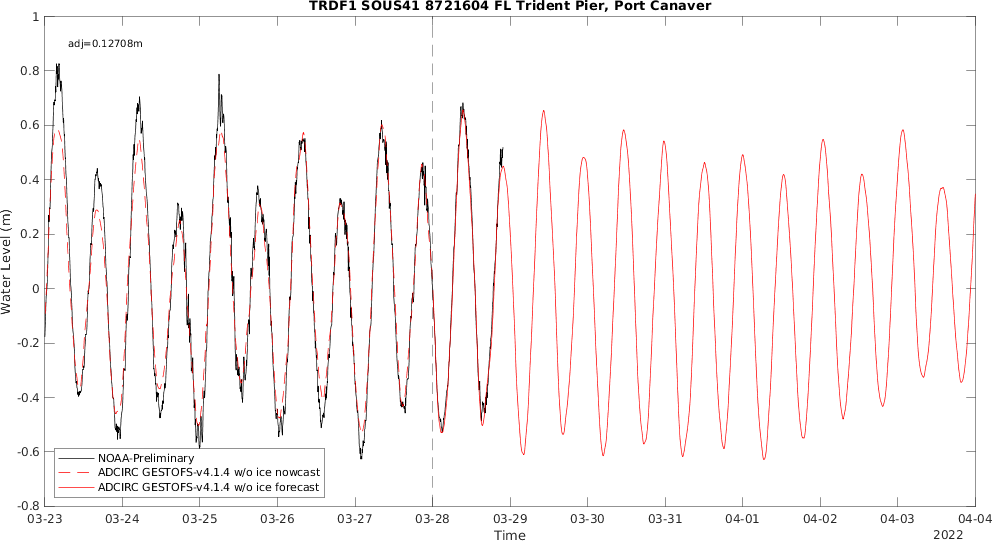 TRDF1 SOUS41 8721604 FL Trident Pier, Port Canaver
adj=0.12708m
Water Level (m)
1
0.8
0.6
0.4
0.2
0
-0.2
-0.4
-0.6
-0.8
NOAA-Preliminary
ADCIRC GESTOFS-v4.1.4 w/o ice nowcast
ADCIRC GESTOFS-v4.1.4 w/o ice forecast
03-23 03-24 03-25 03-26 03-27 03-28 03-29 03-30 03-31 04-01 04-02 04-03 04-04
Time
2022